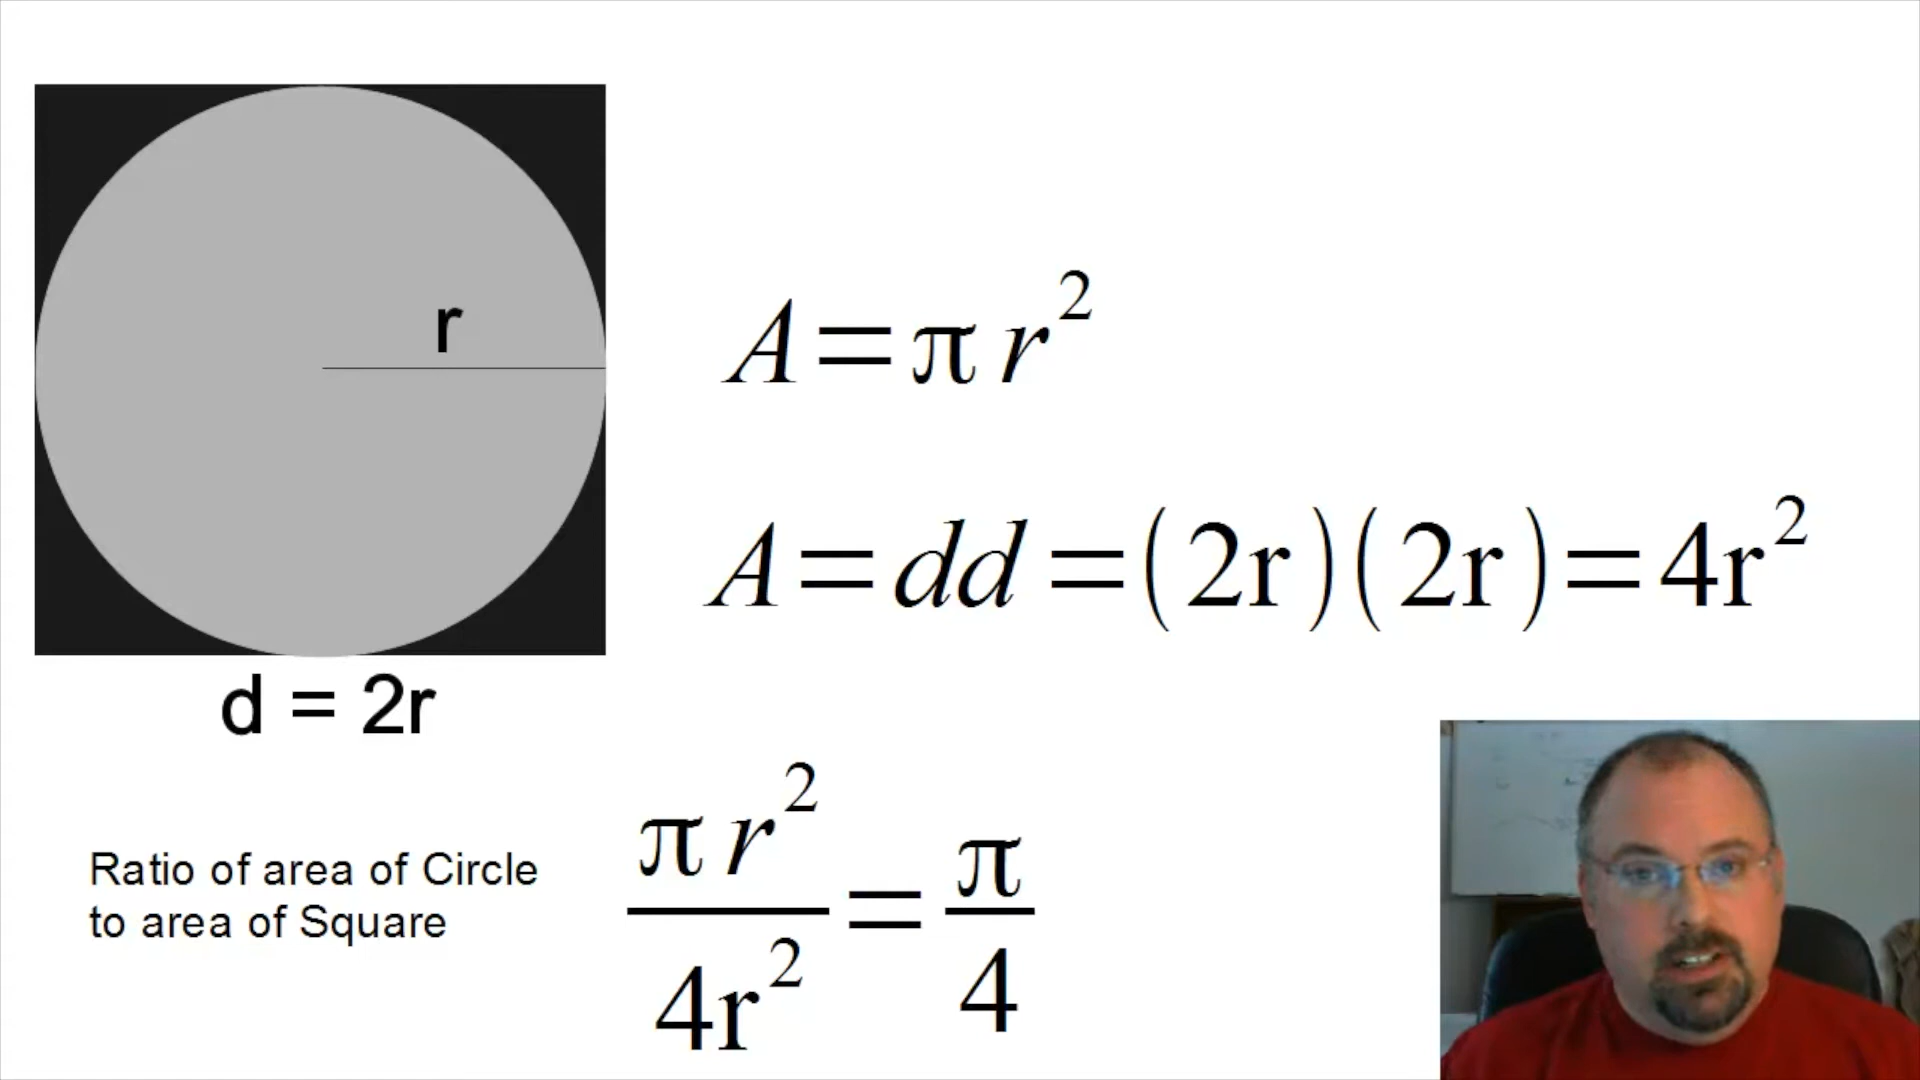 r
d = 2r
A = π r²
A = dd = (2r)(2r) = 4r²
Ratio of area of Circle
to area of Square
π r² / 4r² = π / 4